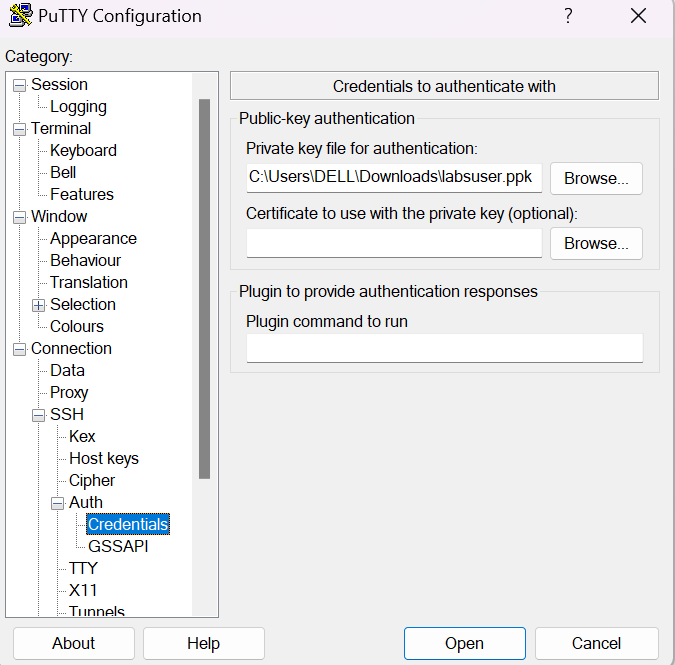 PuTTY Configuration
?
Category:
Session
Logging
Terminal
Keyboard
Bell
Features
Window
Appearance
Behaviour
Translation
Selection
Colours
Connection
Data
Proxy
SSH
Kex
Host keys
Cipher
Auth
Credentials
GSSAPI
TTY
X11
Tunnels
Credentials to authenticate with
Public-key authentication
Private key file for authentication:
C:\Users\DELL\Downloads\labsuser.ppk
Browse...
Certificate to use with the private key (optional):
Browse...
Plugin to provide authentication responses
Plugin command to run
About
Help
Open
Cancel